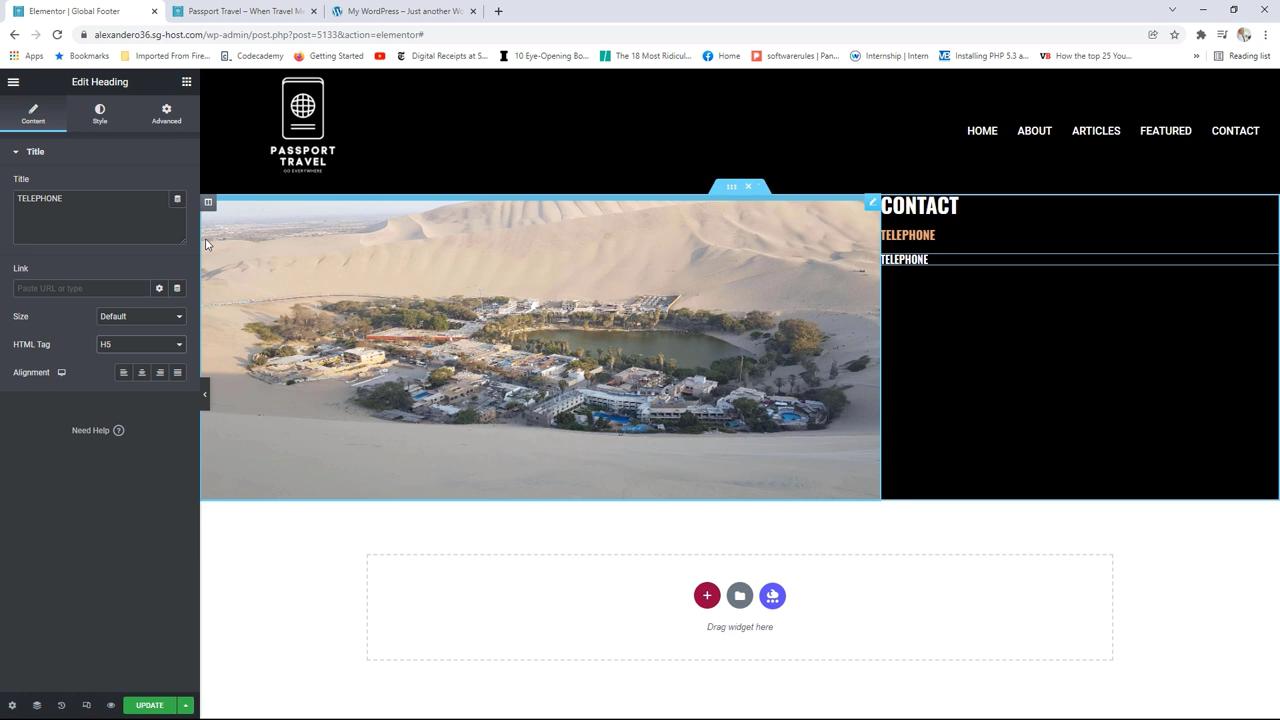 Elementor | Global Footer
Passport Travel – When Travel M
My WordPress – Just another Wo
alexandero36.sg-host.com/wp-admin/post.php?post=5133&action=elementor#
Apps
Bookmarks
Imported From Fire...
Codecademy
Getting Started
Digital Receipts at S...
10 Eye-Opening Bo...
The 18 Most Ridicul...
Home
softwarerules | Pan...
Internship | Intern
Installing PHP 5.3 a...
How the top 25 You...
»
Reading list
Edit Heading
Content
Style
Advanced
Title
Title
TELEPHONE
Link
Paste URL or type
Size
Default
HTML Tag
H5
Alignment
Need Help
UPDATE
PASSPORT
TRAVEL
GO EVERYWHERE
HOME
ABOUT
ARTICLES
FEATURED
CONTACT
CONTACT
TELEPHONE
TELEPHONE
Drag widget here